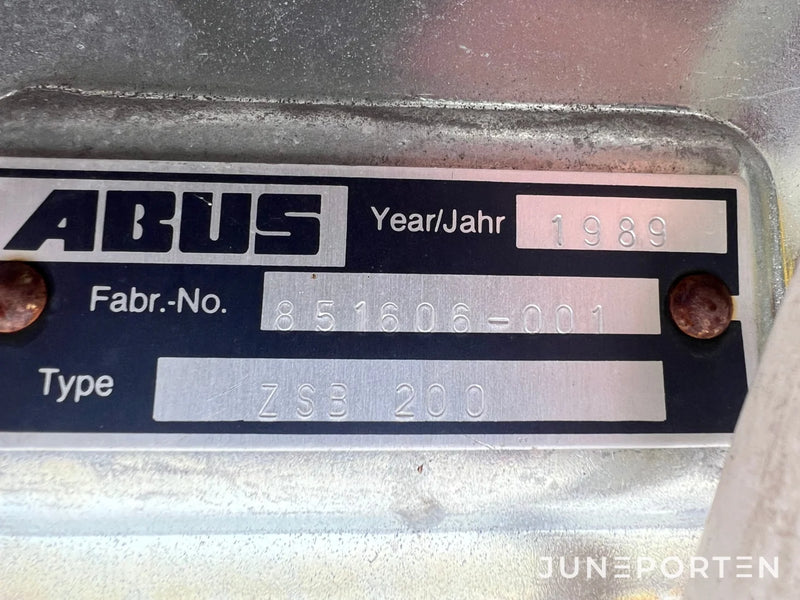 ABUS Year/Jahr 1989
Fabr.-No. 851606-001
Type ZSB 200
JUNEPORTEN